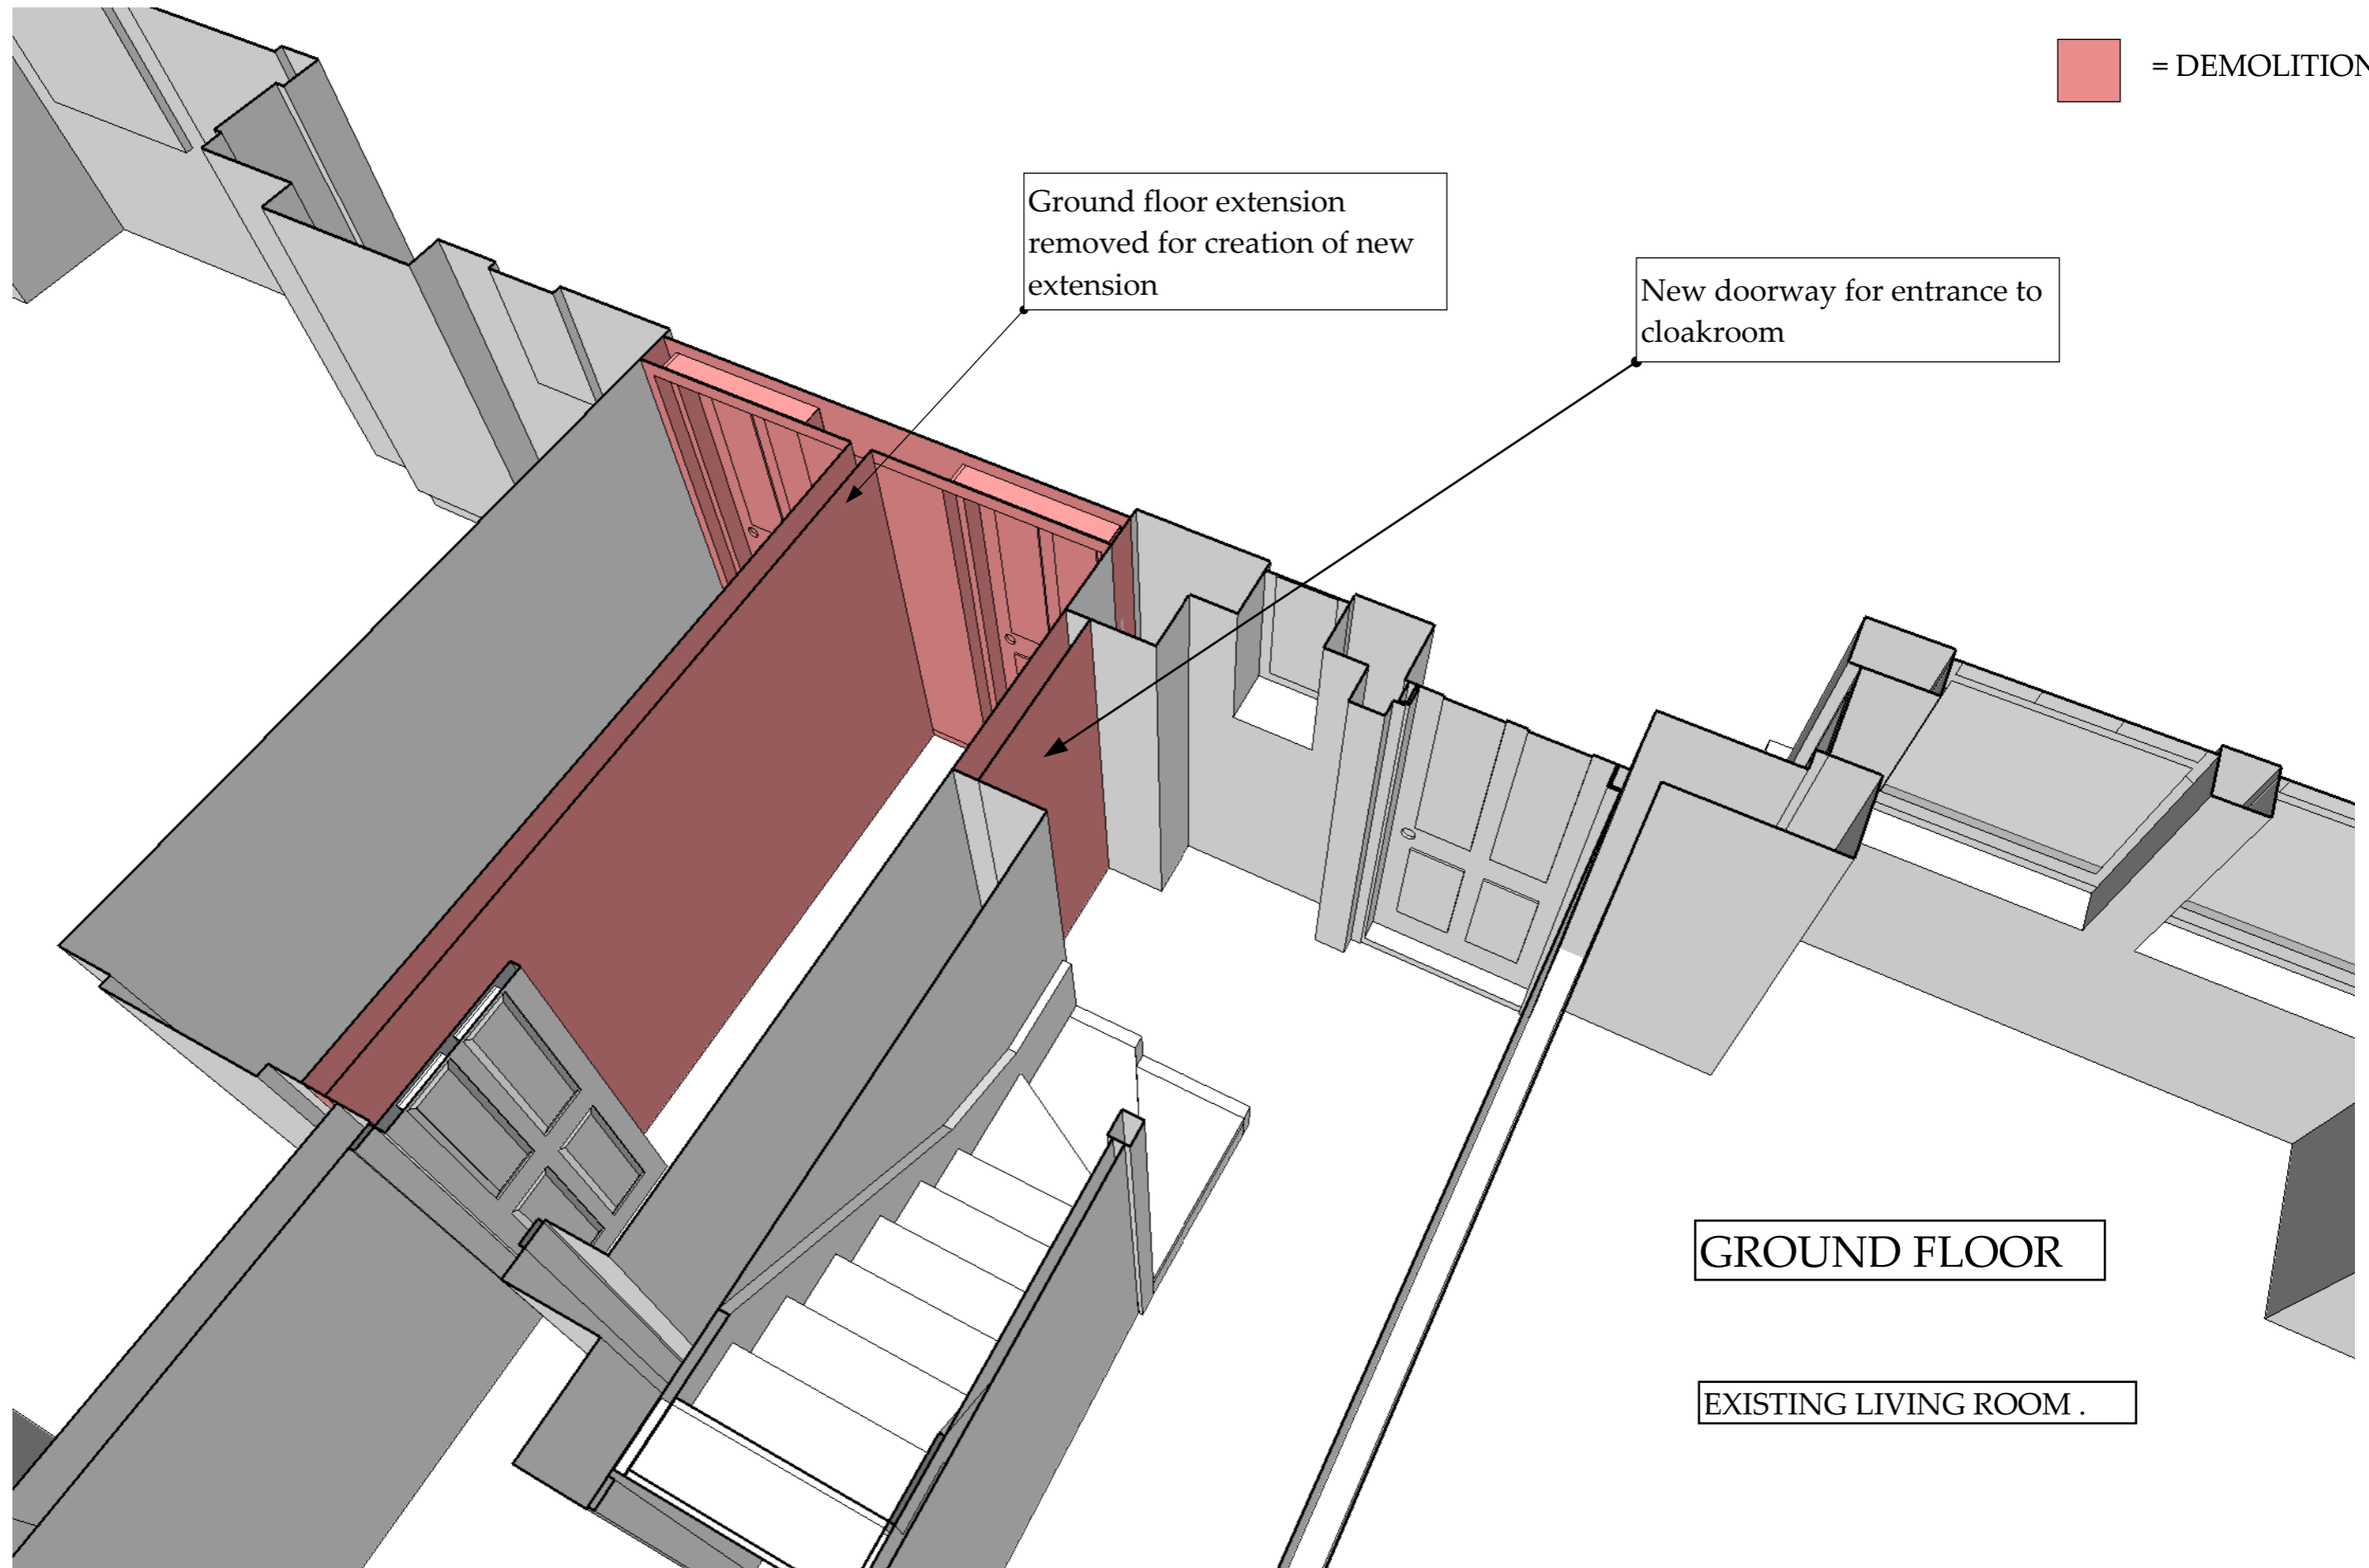 = DEMOLITION
Ground floor extension
removed for creation of new
extension
New doorway for entrance to
cloakroom
GROUND FLOOR
EXISTING LIVING ROOM .